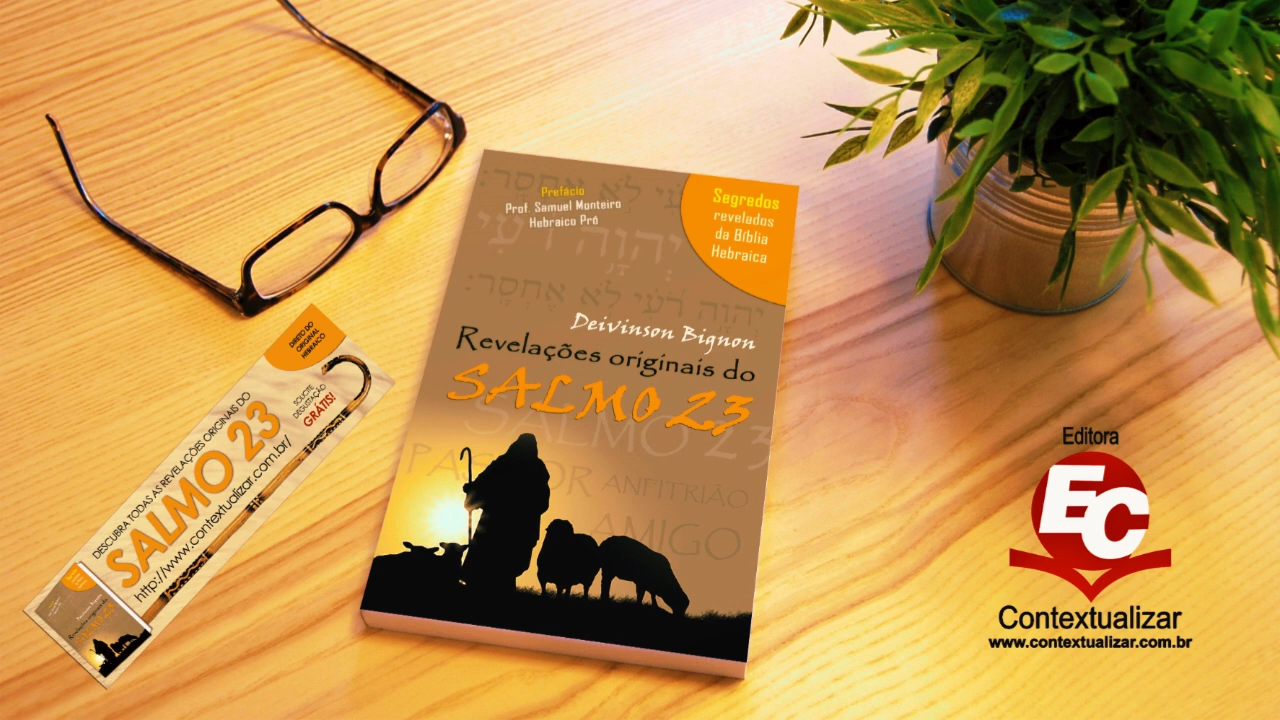 Prefácio
Prof. Samuel Monteiro
Hebraico Pró
Segredos
revelados
da Bíblia
Hebraica
רֹעִי לֹא אֶחְסָר׃
יְהוָה רֹעִי
יְהוָה רֹעִי לֹא אֶחְסָר׃
Deivinson Bignon
Revelações originais do
SALMO 23
SALMO 23
PASTOR ANFITRIÃO
AMIGO
DIRETO DO
ORIGINAL
HEBRAICO
SOLICITE
DEGUSTAÇÃO
GRÁTIS!
DESCUBRA TODAS AS REVELAÇÕES ORIGINAIS DO
SALMO 23
http://www.contextualizar.com.br/
Editora
EC
Contextualizar
www.contextualizar.com.br